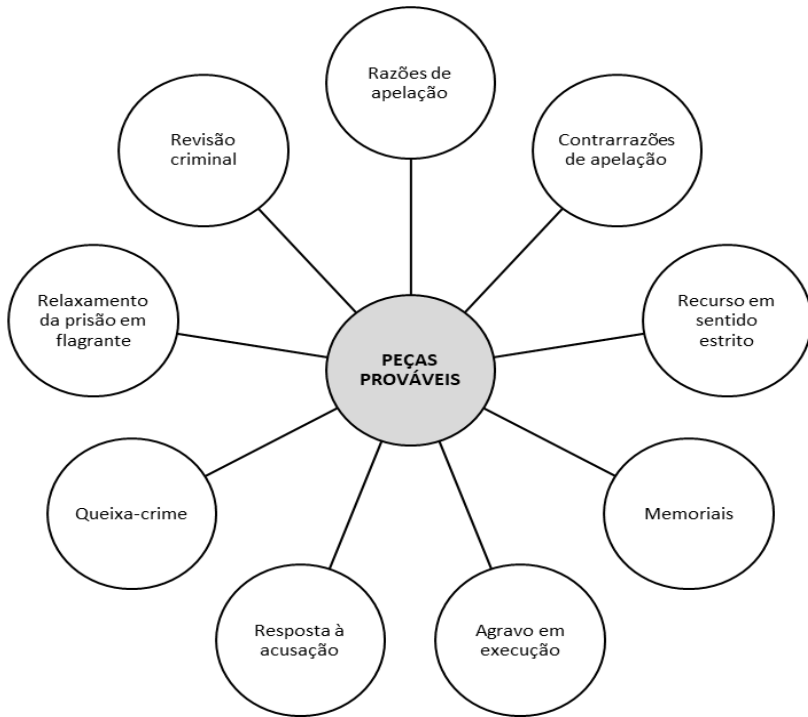 Razões de
apelação
Contrarrazões
de apelação
Recurso em
sentido
estrito
Memoriais
Agravo em
execução
Resposta à
acusação
Queixa-crime
Relaxamento
da prisão em
flagrante
Revisão
criminal
PEÇAS
PROVÁVEIS